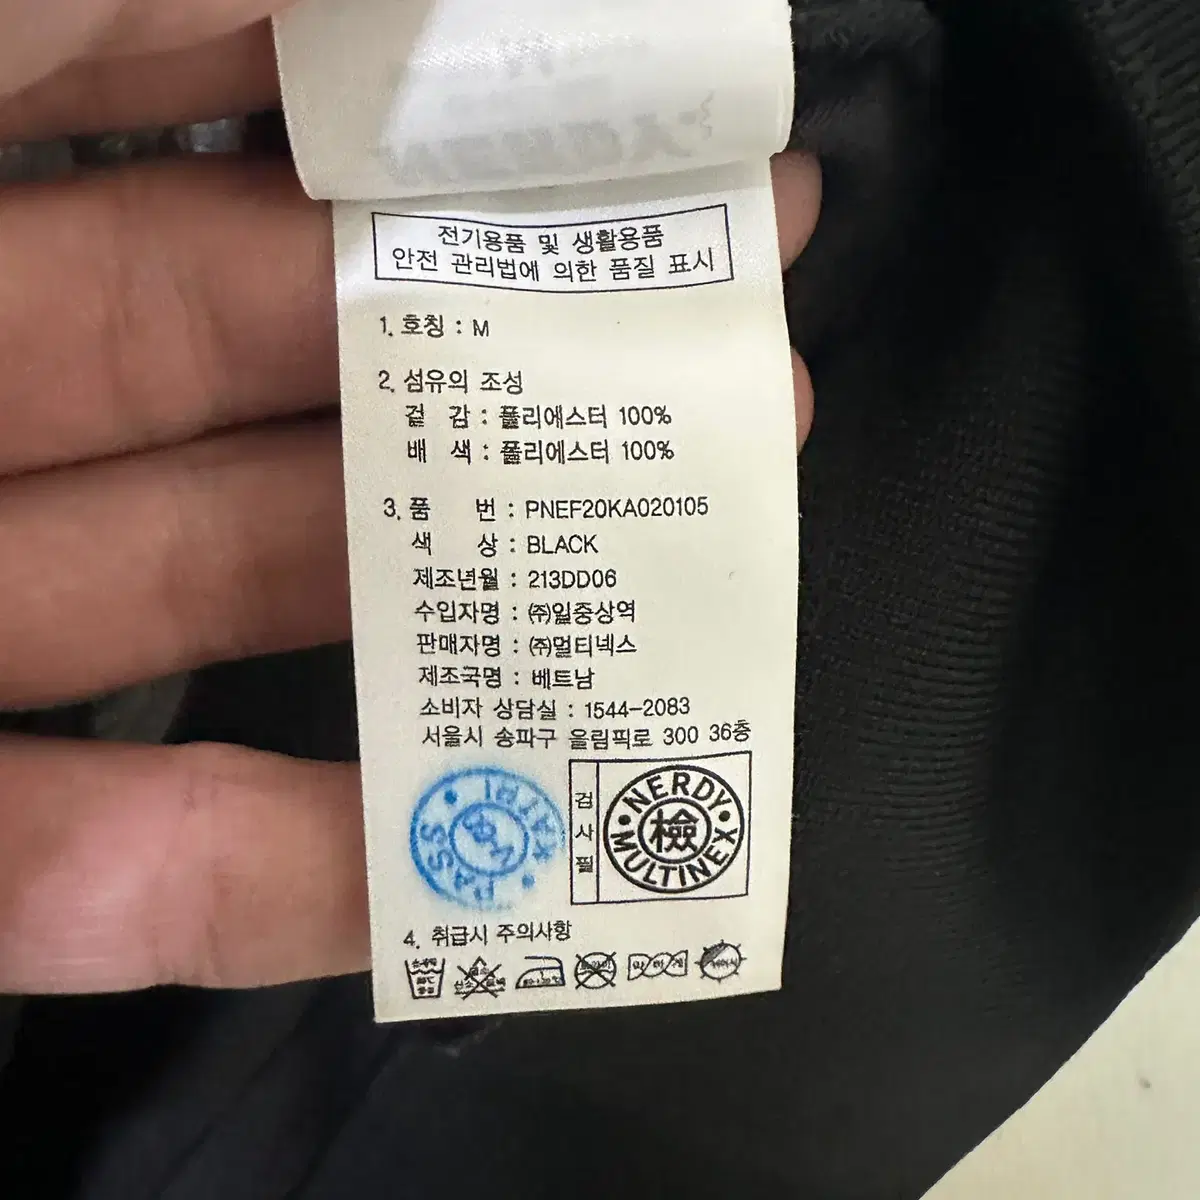 전기용품 및 생활용품
안전 관리법에 의한 품질 표시
1. 호칭 : M
2. 섬유의 조성
겉 감 : 폴리에스터 100%
배 색 : 폴리에스터 100%
3. 품 번 : PNEF20KA020105
색 상 : BLACK
제조년월 : 213DD06
수입자명 : ㈜일중상역
판매자명 : ㈜멀티넥스
제조국명 : 베트남
소비자 상담실 : 1544-2083
서울시 송파구 올림픽로 300 36층
PASS
검사필
NERDY
檢
MULTINEX
4. 취급시 주의사항
손세탁